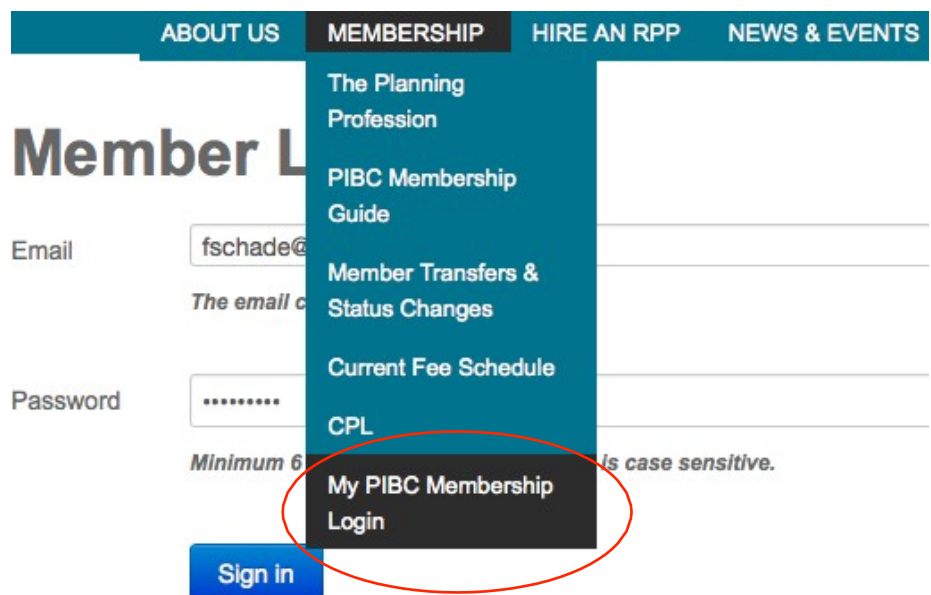 ABOUT US MEMBERSHIP HIRE AN RPP NEWS & EVENTS
The Planning
Profession
PIBC Membership
Guide
Member Transfers &
Status Changes
Current Fee Schedule
CPL
My PIBC Membership
Login
Member L
Email fschade@
The email c
Password
Minimum 6 is case sensitive.
Sign in